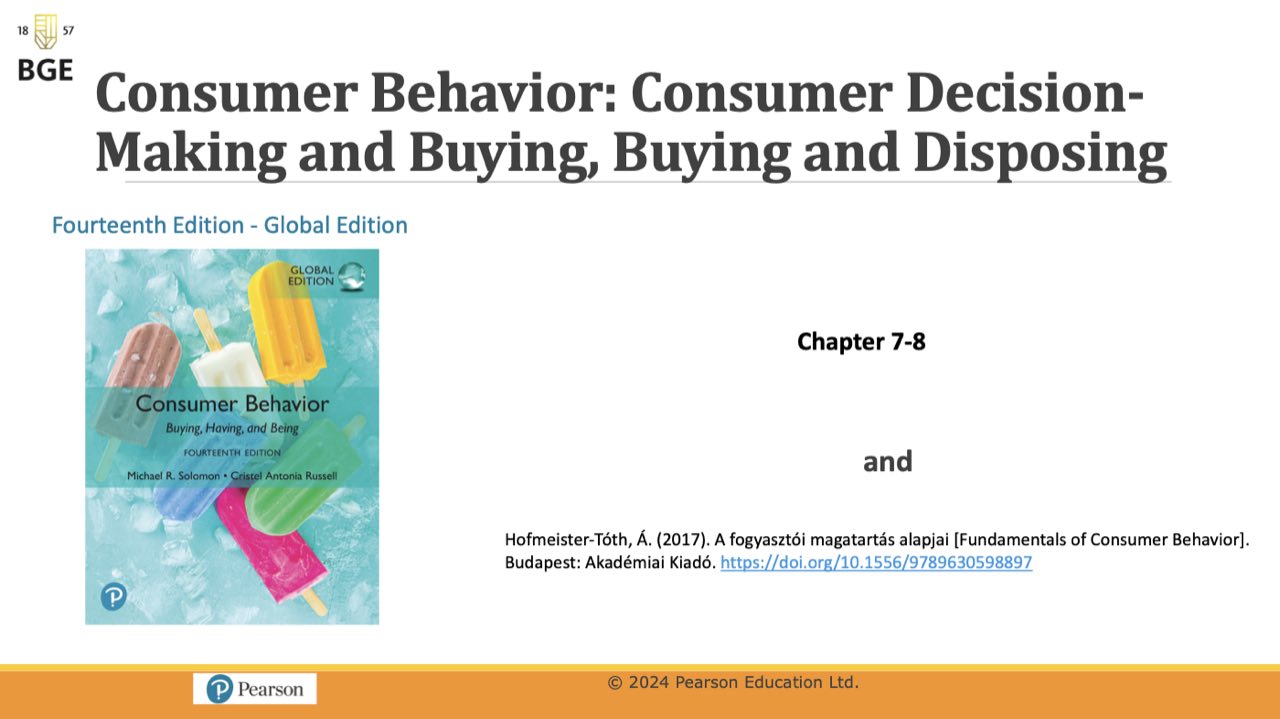 18 57
BGE
Consumer Behavior: Consumer Decision-
Making and Buying, Buying and Disposing
Fourteenth Edition - Global Edition
GLOBAL
EDITION
Consumer Behavior
Buying, Having, and Being
FOURTEENTH EDITION
Michael R. Solomon • Cristel Antonia Russell
P
Chapter 7-8
and
Hofmeister-Tóth, Á. (2017). A fogyasztói magatartás alapjai [Fundamentals of Consumer Behavior].
Budapest: Akadémiai Kiadó. https://doi.org/10.1556/9789630598897
P Pearson
© 2024 Pearson Education Ltd.